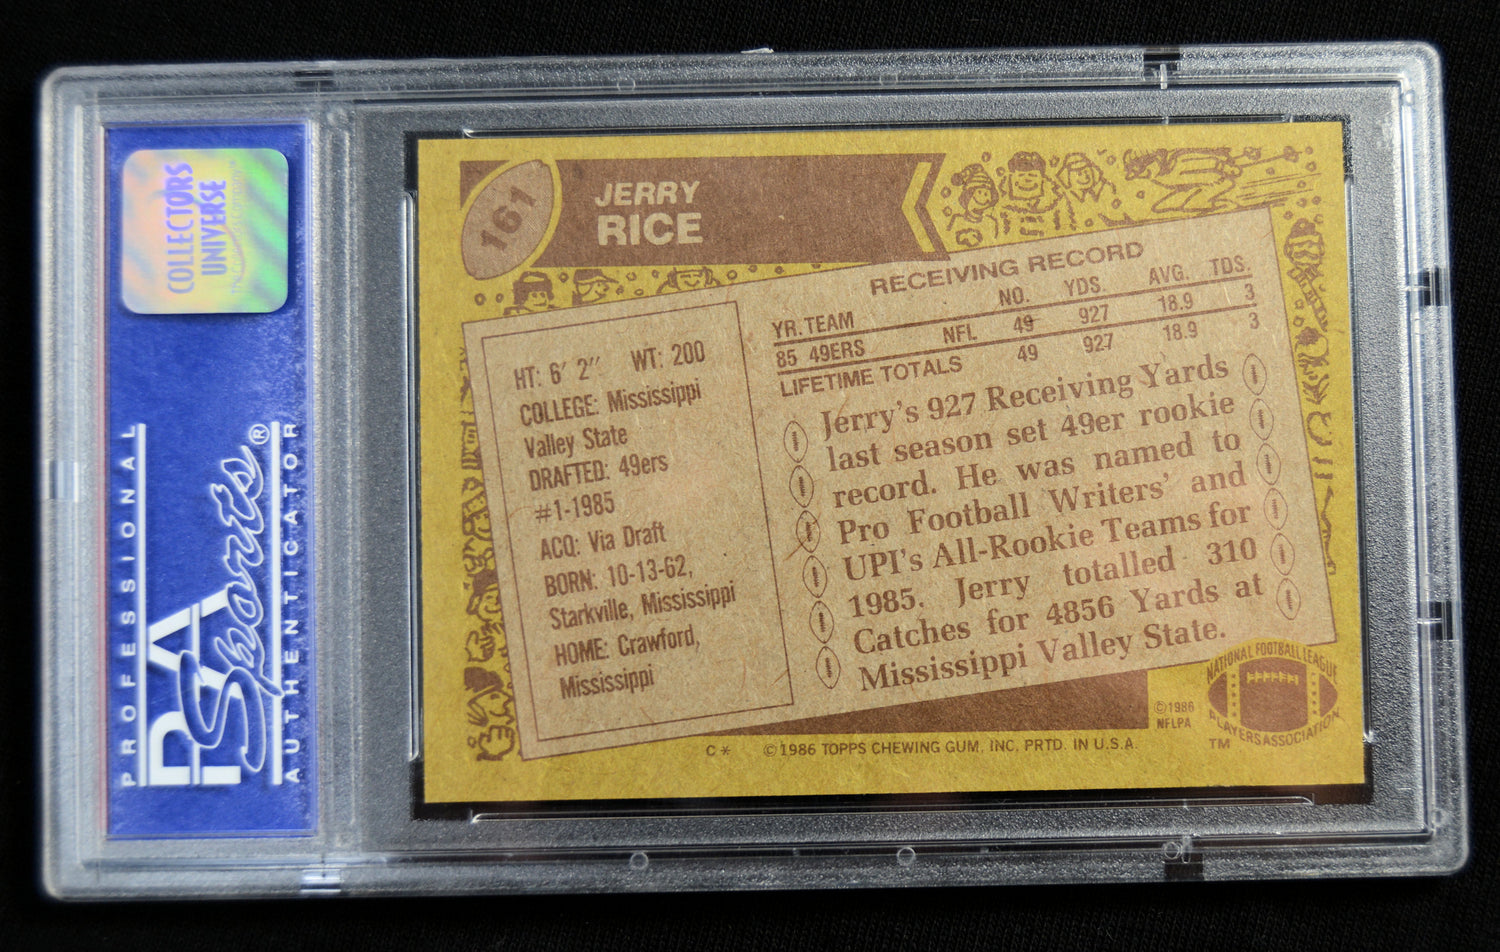 COLLECTORS
UNIVERSE
PROFESSIONAL
PSA
Sports®
AUTHENTICATOR
161
JERRY
RICE
RECEIVING RECORD
YR. TEAM NO. YDS. AVG. TDS.
85 49ERS NFL 49 927 18.9 3
LIFETIME TOTALS 49 927 18.9 3
HT: 6′ 2″ WT: 200
COLLEGE: Mississippi
Valley State
DRAFTED: 49ers
#1-1985
ACQ: Via Draft
BORN: 10-13-62,
Starkville, Mississippi
HOME: Crawford,
Mississippi
Jerry's 927 Receiving Yards
last season set 49er rookie
record. He was named to
Pro Football Writers' and
UPI's All-Rookie Teams for
1985. Jerry totalled 310
Catches for 4856 Yards at
Mississippi Valley State.
NATIONAL FOOTBALL LEAGUE
PLAYERS ASSOCIATION
TM
©1986
NFLPA
C* ©1986 TOPPS CHEWING GUM, INC. PRTD. IN U.S.A.